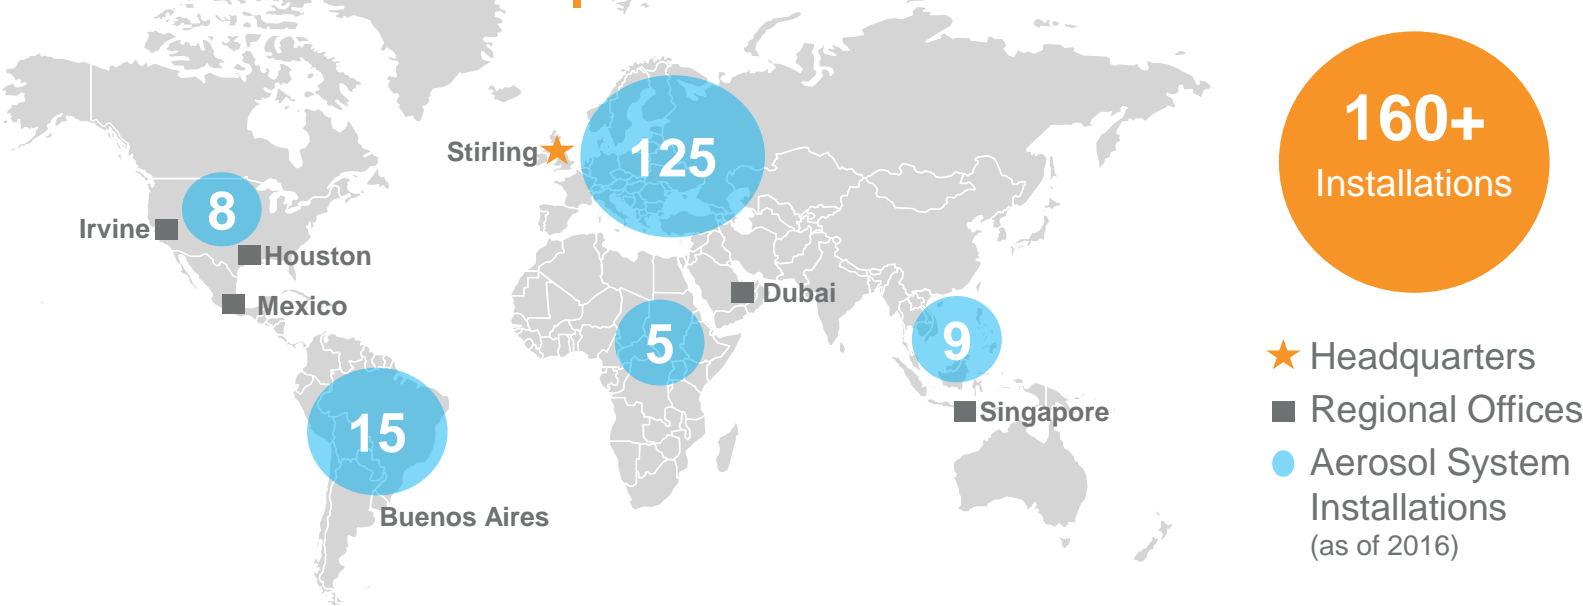 Stirling
125
8
Irvine
Houston
Mexico
Dubai
5
9
15
Singapore
Buenos Aires
160+
Installations
Headquarters
Regional Offices
Aerosol System
Installations
(as of 2016)